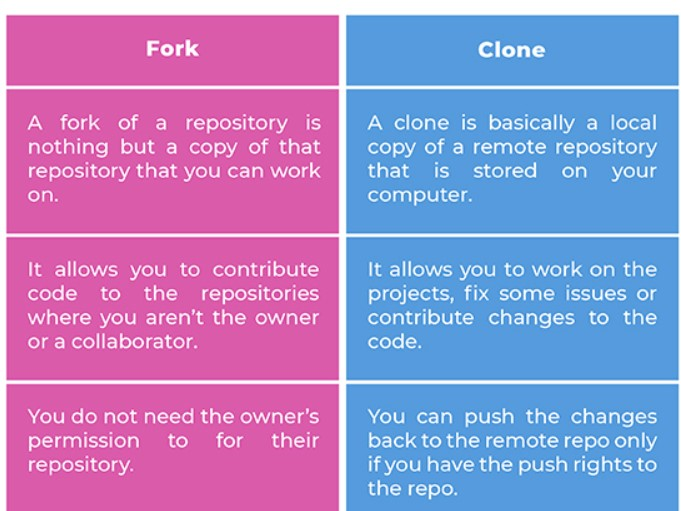 Fork
Clone
A fork of a repository is
nothing but a copy of that
repository that you can work
on.
A clone is basically a local
copy of a remote repository
that is stored on your
computer.
It allows you to contribute
code to the repositories
where you aren't the owner
or a collaborator.
It allows you to work on the
projects, fix some issues or
contribute changes to the
code.
You do not need the owner's
permission to for their
repository.
You can push the changes
back to the remote repo only
if you have the push rights to
the repo.